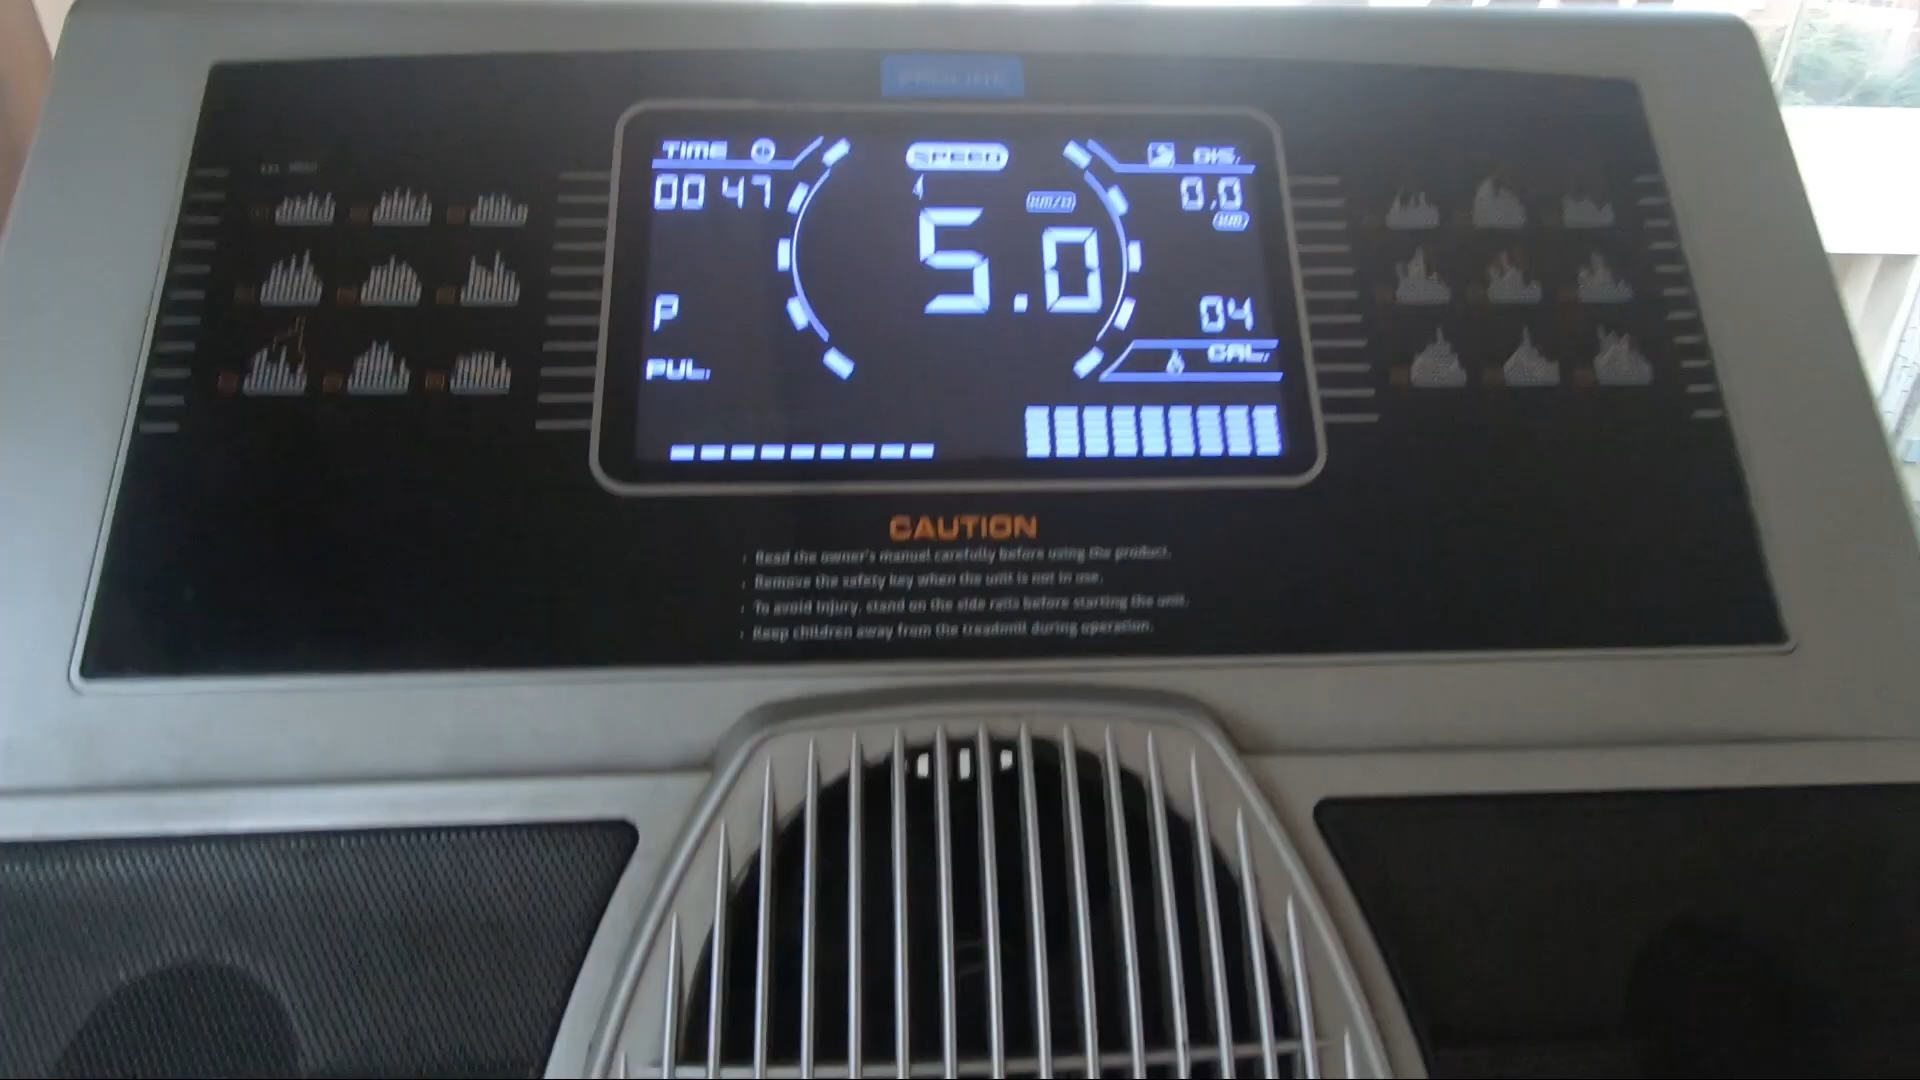 TIME
SPEED
DIS.
00 47
KM/H
0.0
KM
5.0
P
04
PUL.
CAL.
CAUTION
· Read the owner's manual carefully before using the product.
· Remove the safety key when the unit is not in use.
· To avoid injury, stand on the side rails before starting the unit.
· Keep children away from the treadmill during operation.